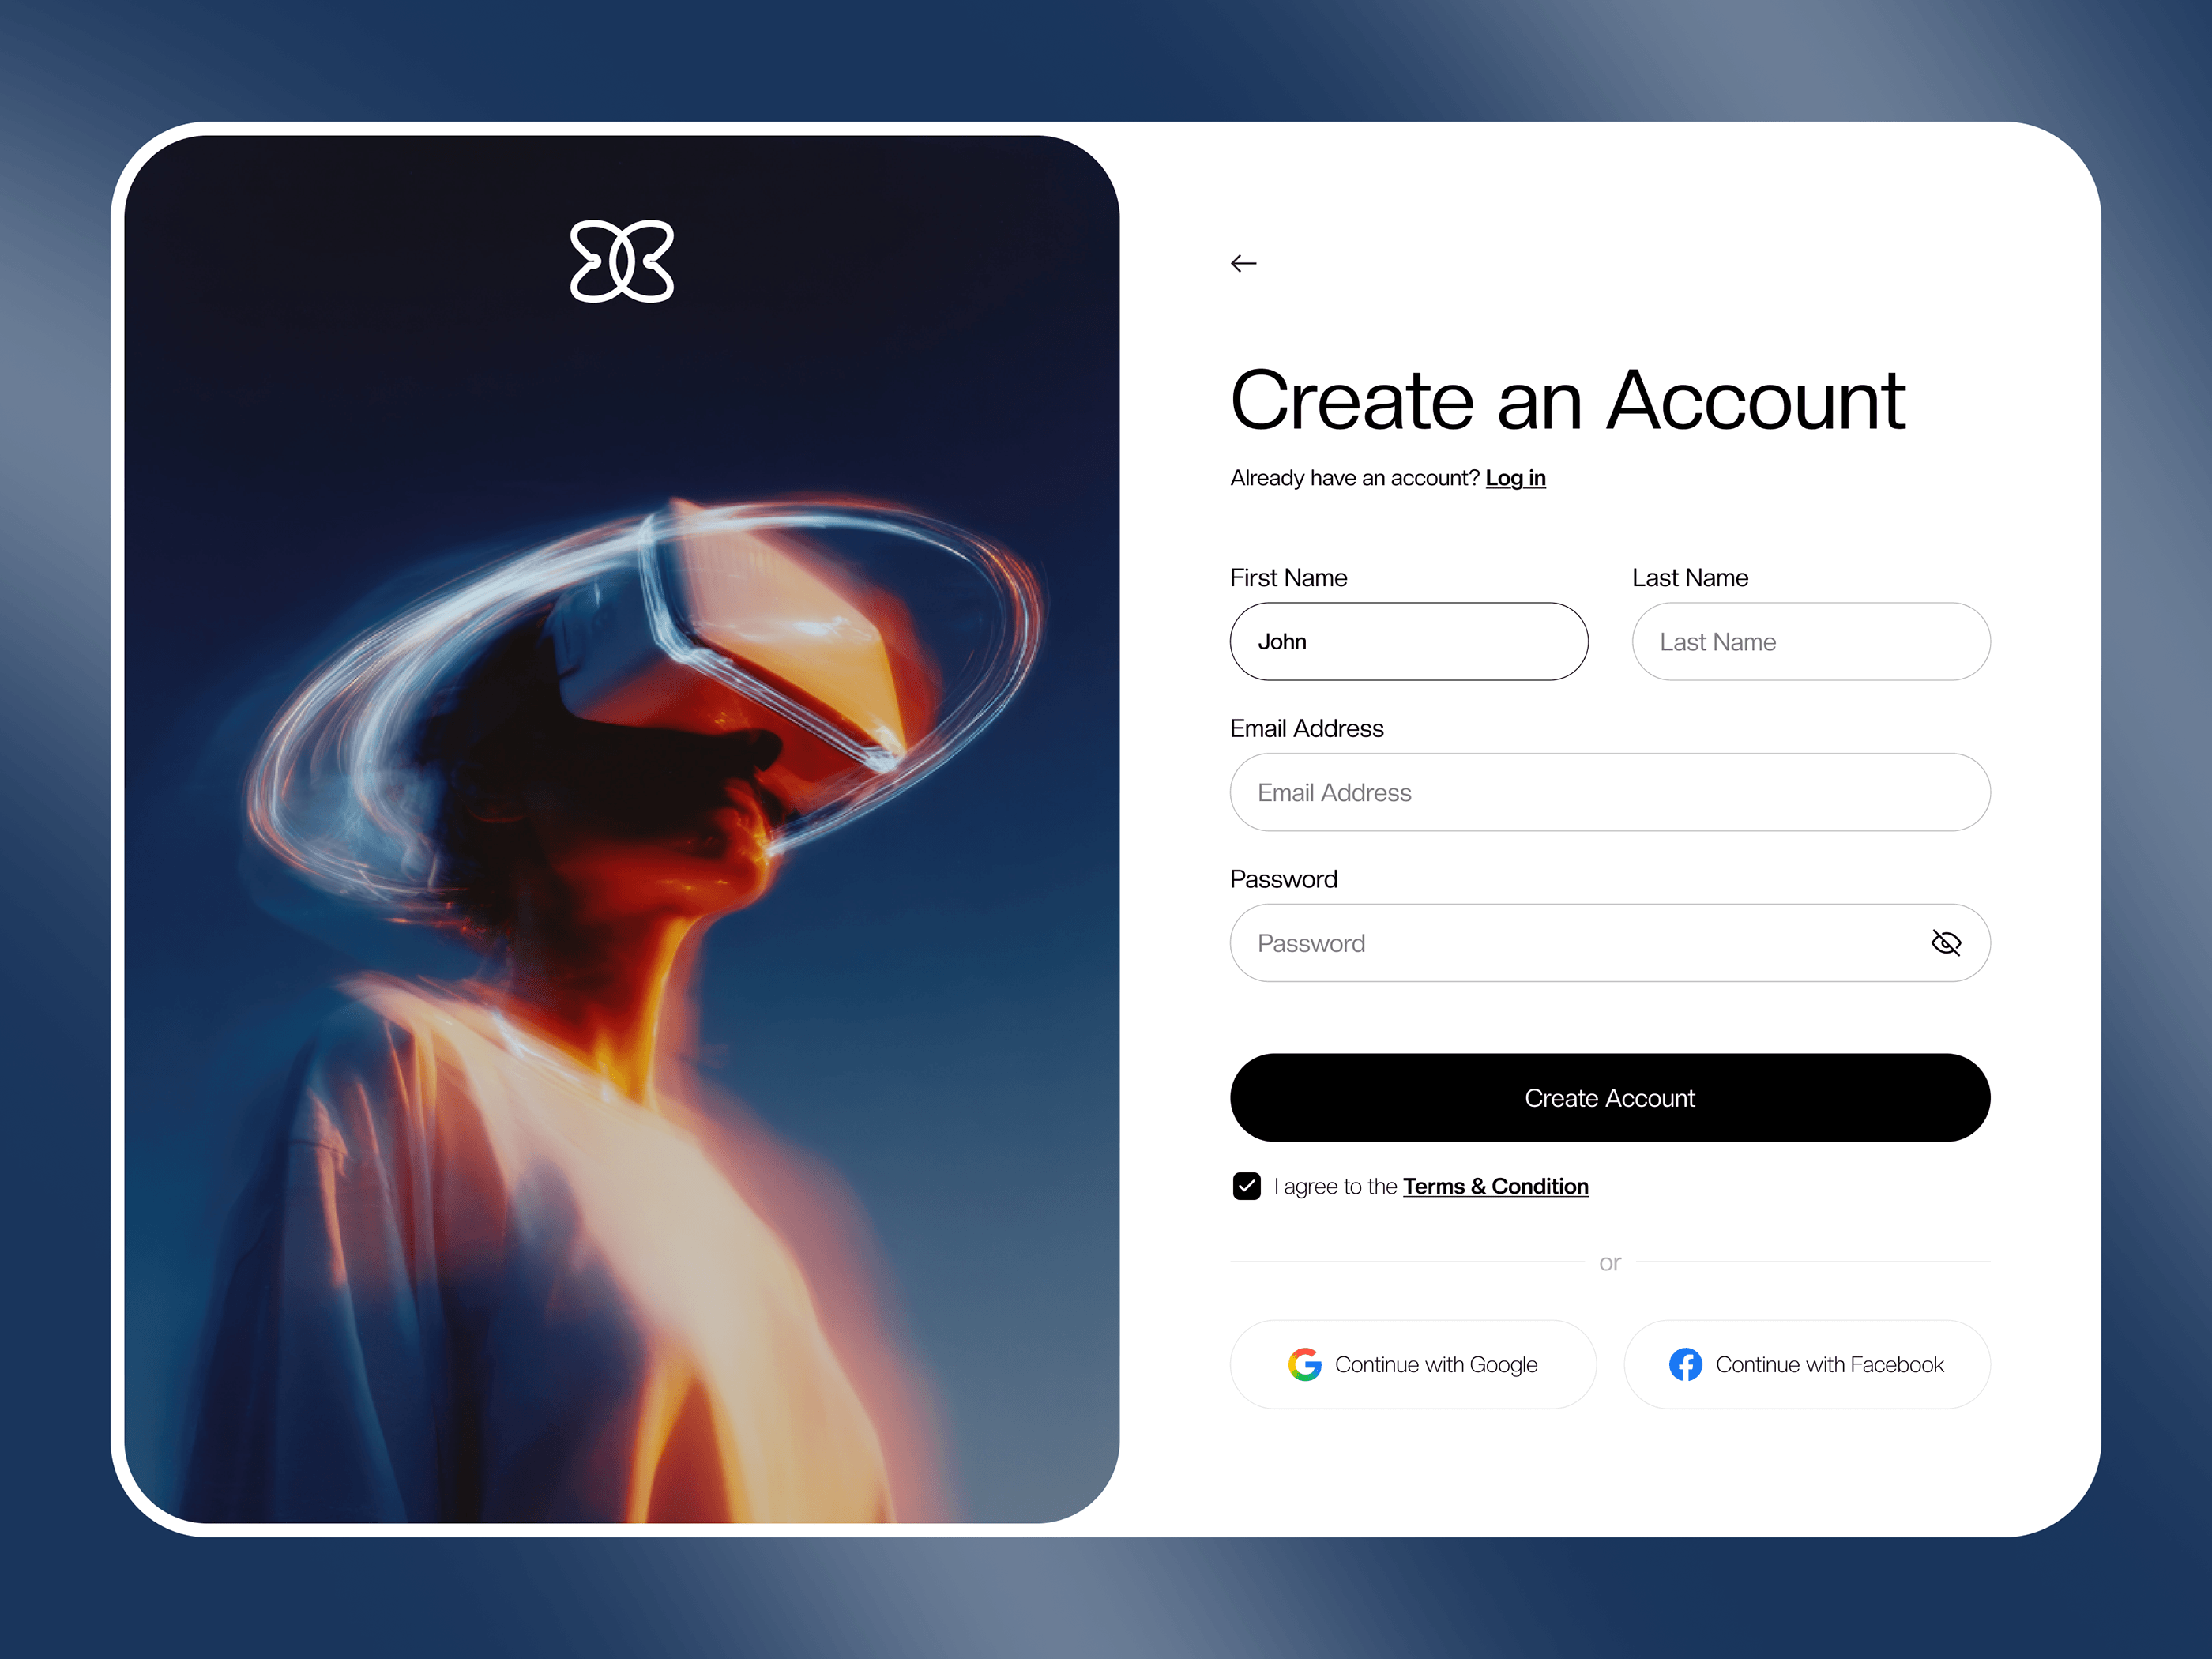 Create an Account
Already have an account? Log in
First Name
Last Name
John
Last Name
Email Address
Email Address
Password
Password
Create Account
I agree to the Terms & Condition
or
Continue with Google
Continue with Facebook